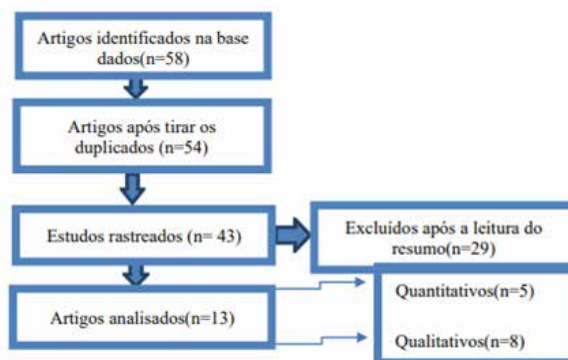 Artigos identificados na base
dados(n=58)
Artigos após tirar os
duplicados (n=54)
Estudos rastreados (n= 43)
Excluídos após a leitura do
resumo(n=29)
Artigos analisados(n=13)
Quantitativos(n=5)
Qualitativos(n=8)